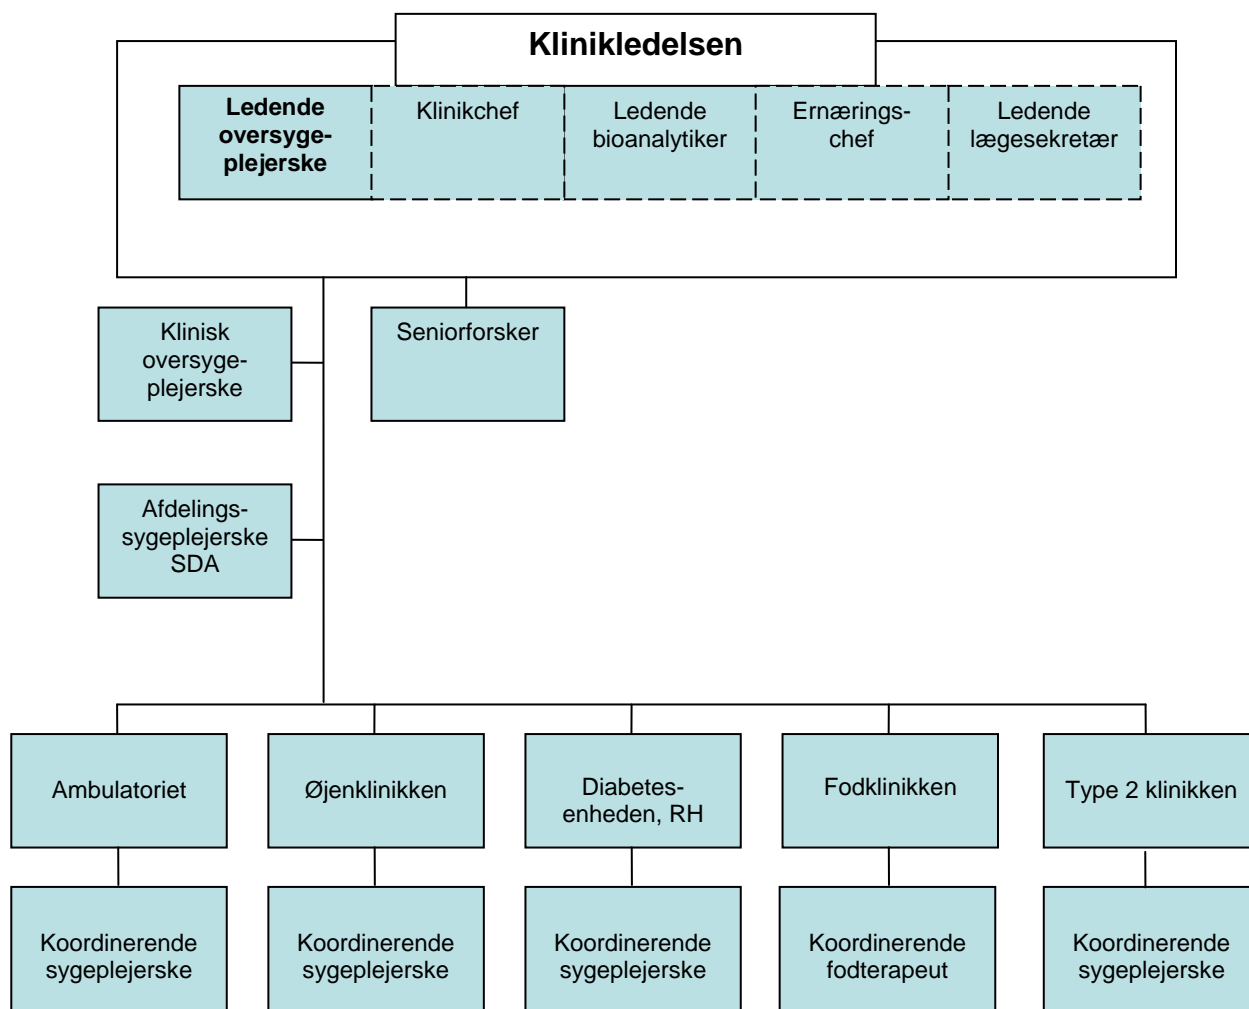 Klinikledelsen
Ledende
oversyge-
plejerske
Klinikchef
Ledende
bioanalytiker
Ernærings-
chef
Ledende
lægesekretær
Klinisk
oversyge-
plejerske
Seniorforsker
Afdelings-
sygeplejerske
SDA
Ambulatoriet
Øjenklinikken
Diabetes-
enheden, RH
Fodklinikken
Type 2 klinikken
Koordinerende
sygeplejerske
Koordinerende
sygeplejerske
Koordinerende
sygeplejerske
Koordinerende
fodterapeut
Koordinerende
sygeplejerske